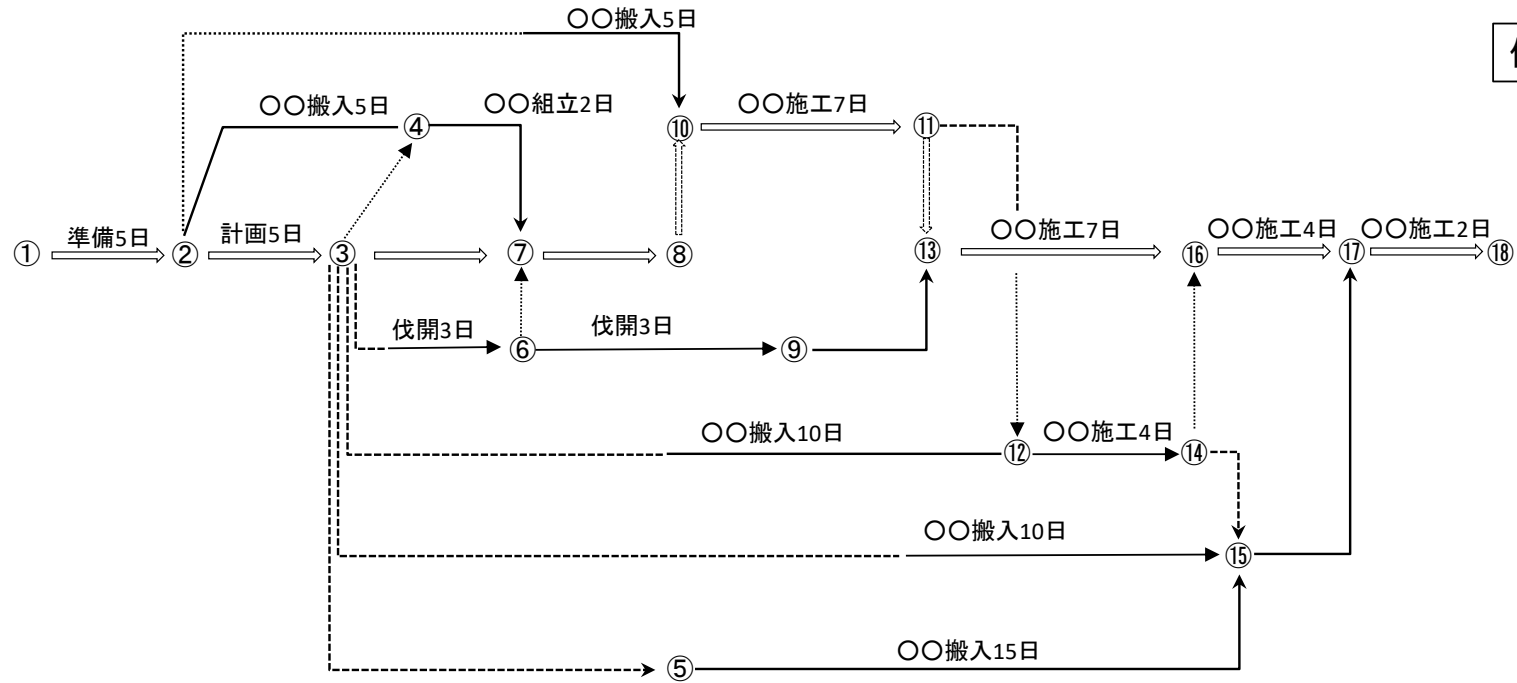 〇〇搬入5日
〇〇搬入5日
④
〇〇組立2日
⑩
〇〇施工7日
⑪
①
準備5日
②
計画5日
③
⑦
⑧
⑬
〇〇施工7日
⑯
〇〇施工4日
⑰
〇〇施工2日
⑱
伐開3日
⑥
伐開3日
⑨
〇〇搬入10日
⑫
〇〇施工4日
⑭
〇〇搬入10日
⑮
⑤
〇〇搬入15日